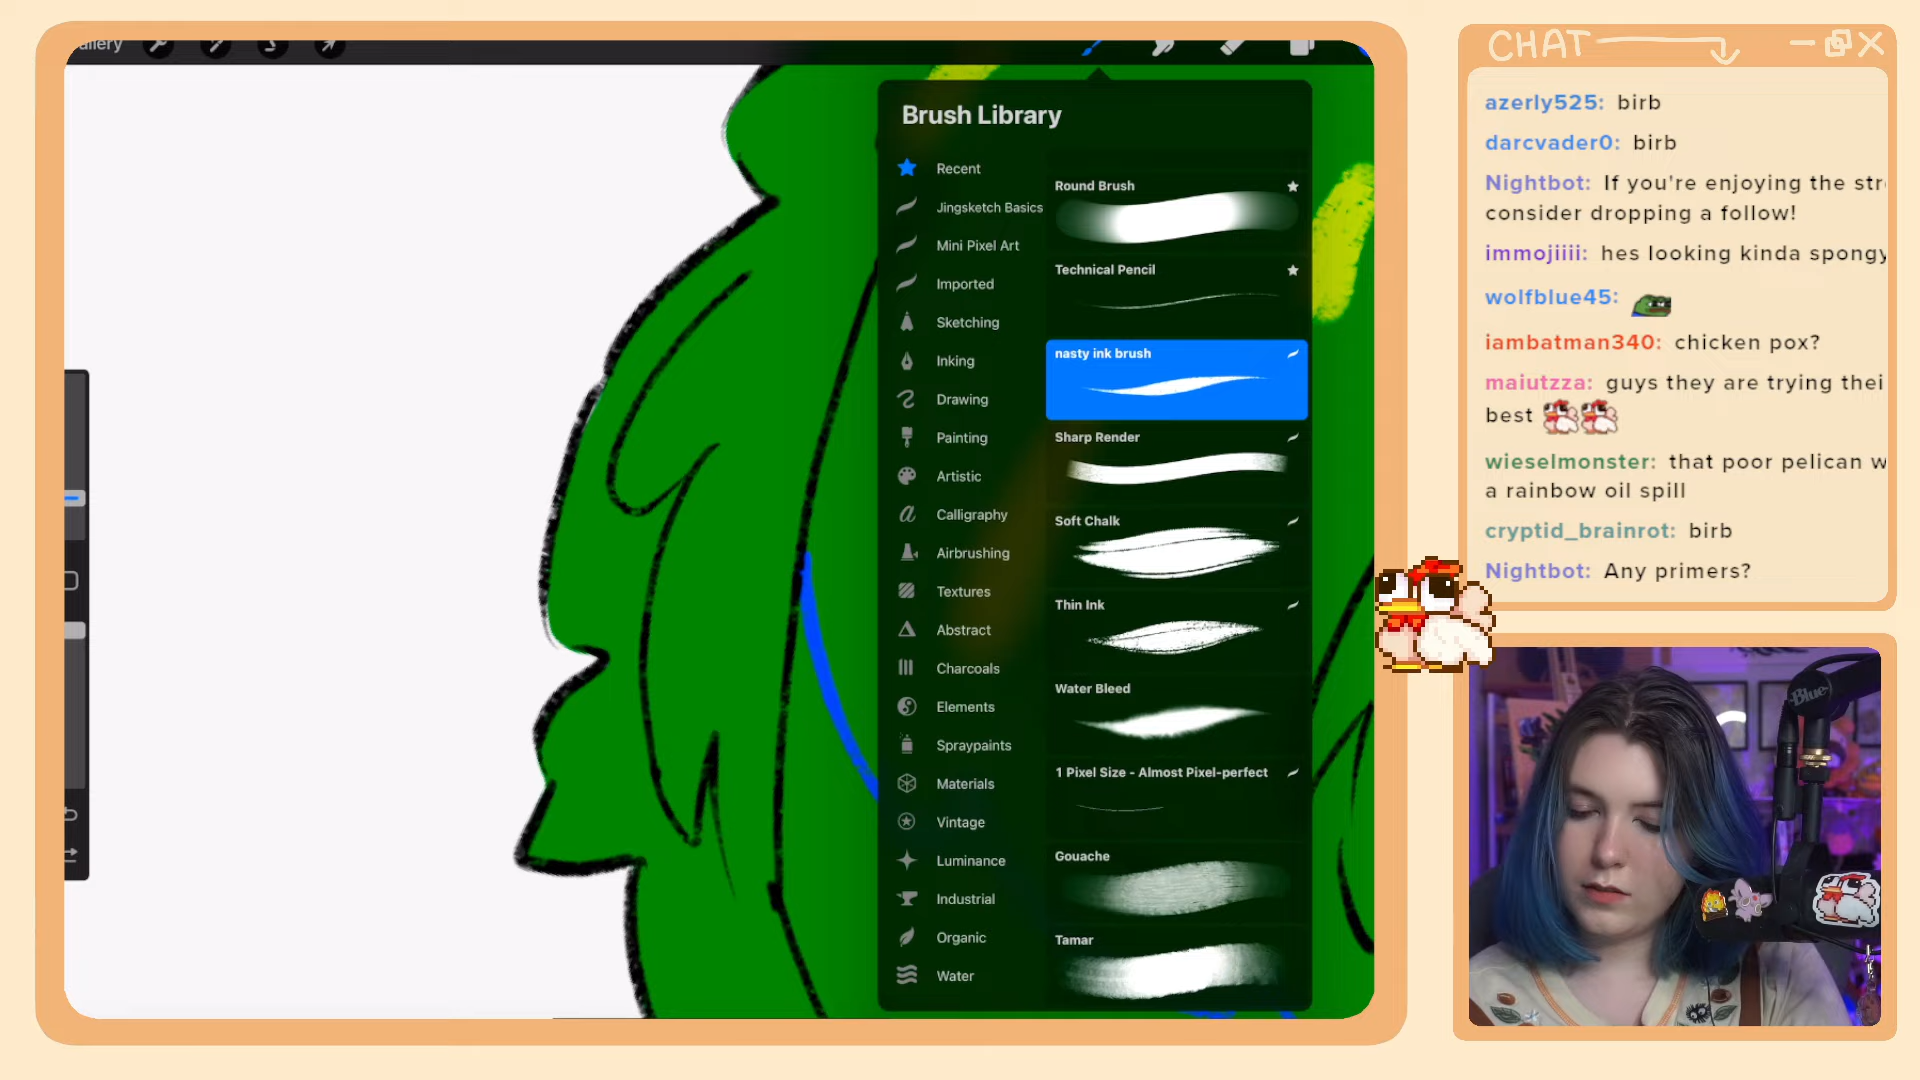 allery
Brush Library
Recent
Jingsketch Basics
Mini Pixel Art
Imported
Sketching
Inking
Drawing
Painting
Artistic
Calligraphy
Airbrushing
Textures
Abstract
Charcoals
Elements
Spraypaints
Materials
Vintage
Luminance
Industrial
Organic
Water
Round Brush
Technical Pencil
nasty ink brush
Sharp Render
Soft Chalk
Thin Ink
Water Bleed
1 Pixel Size - Almost Pixel-perfect
Gouache
Tamar
CHAT
azerly525: birb
darcvader0: birb
Nightbot: If you're enjoying the str
consider dropping a follow!
immojiiii: hes looking kinda spongy
wolfblue45:
iambatman340: chicken pox?
maiutzza: guys they are trying thei
best
wieselmonster: that poor pelican w
a rainbow oil spill
cryptid_brainrot: birb
Nightbot: Any primers?
Blue